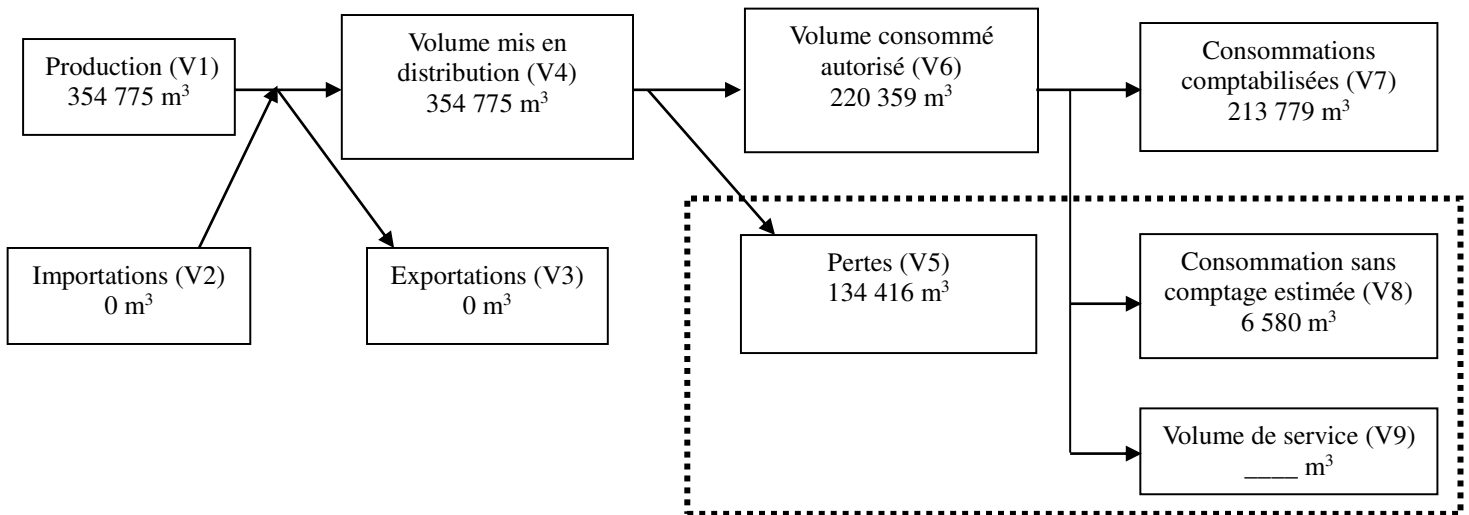 Production (V1)
354 775 m³
Volume mis en
distribution (V4)
354 775 m³
Volume consommé
autorisé (V6)
220 359 m³
Consommations
comptabilisées (V7)
213 779 m³
Importations (V2)
0 m³
Exportations (V3)
0 m³
Pertes (V5)
134 416 m³
Consommation sans
comptage estimée (V8)
6 580 m³
Volume de service (V9)
____ m³